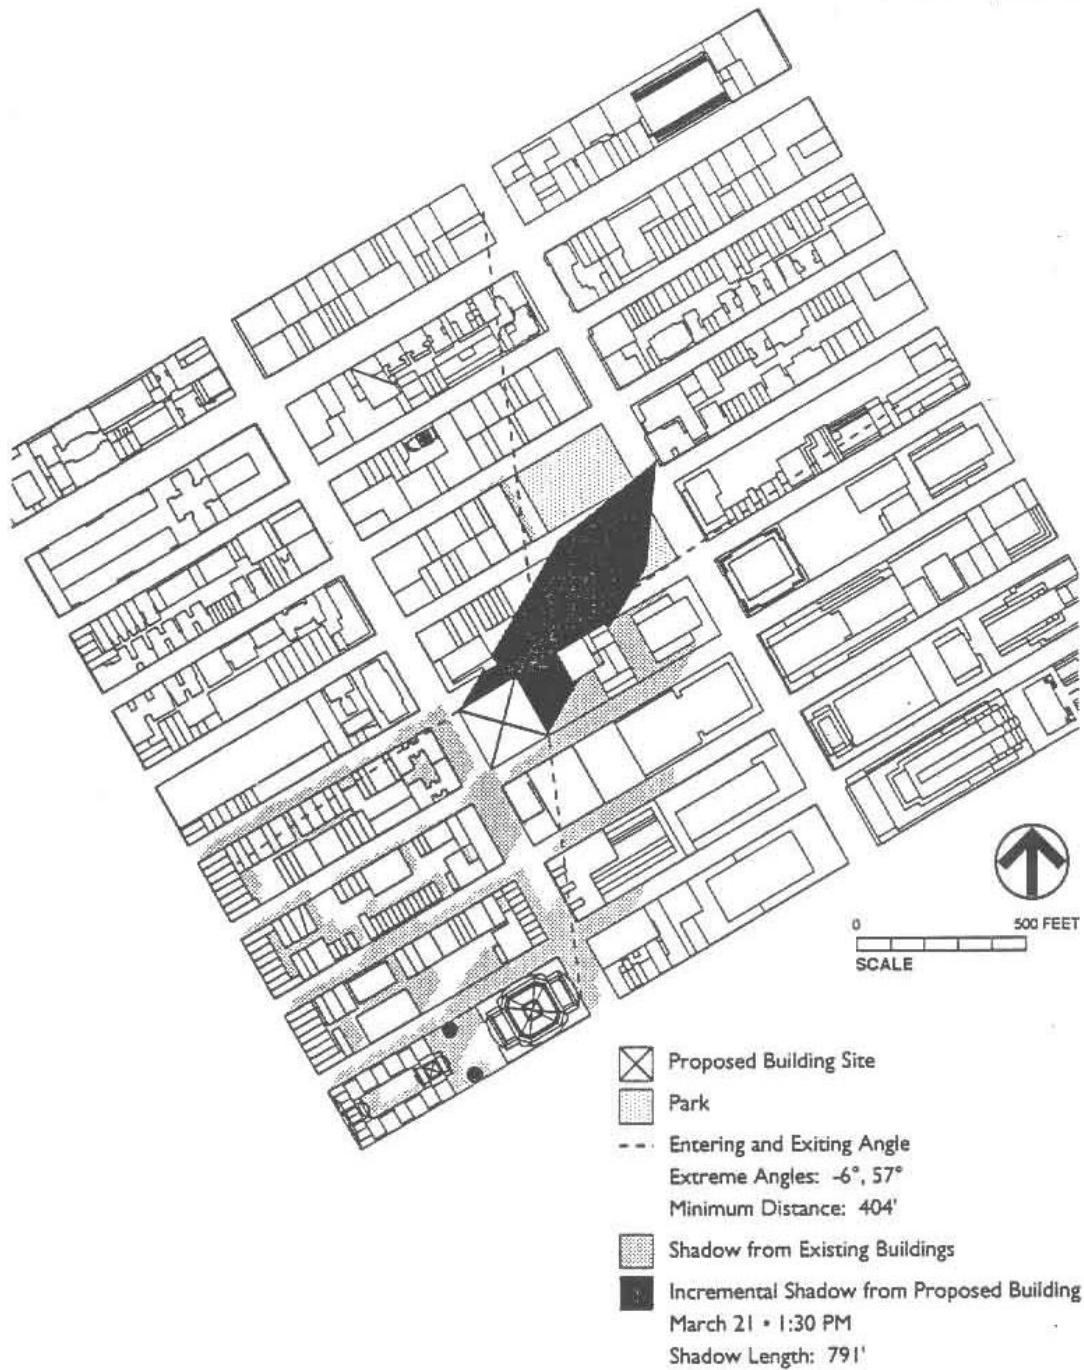 0 500 FEET
SCALE
Proposed Building Site
Park
Entering and Exiting Angle
Extreme Angles: -6°, 57°
Minimum Distance: 404'
Shadow from Existing Buildings
Incremental Shadow from Proposed Building
March 21 • 1:30 PM
Shadow Length: 791'